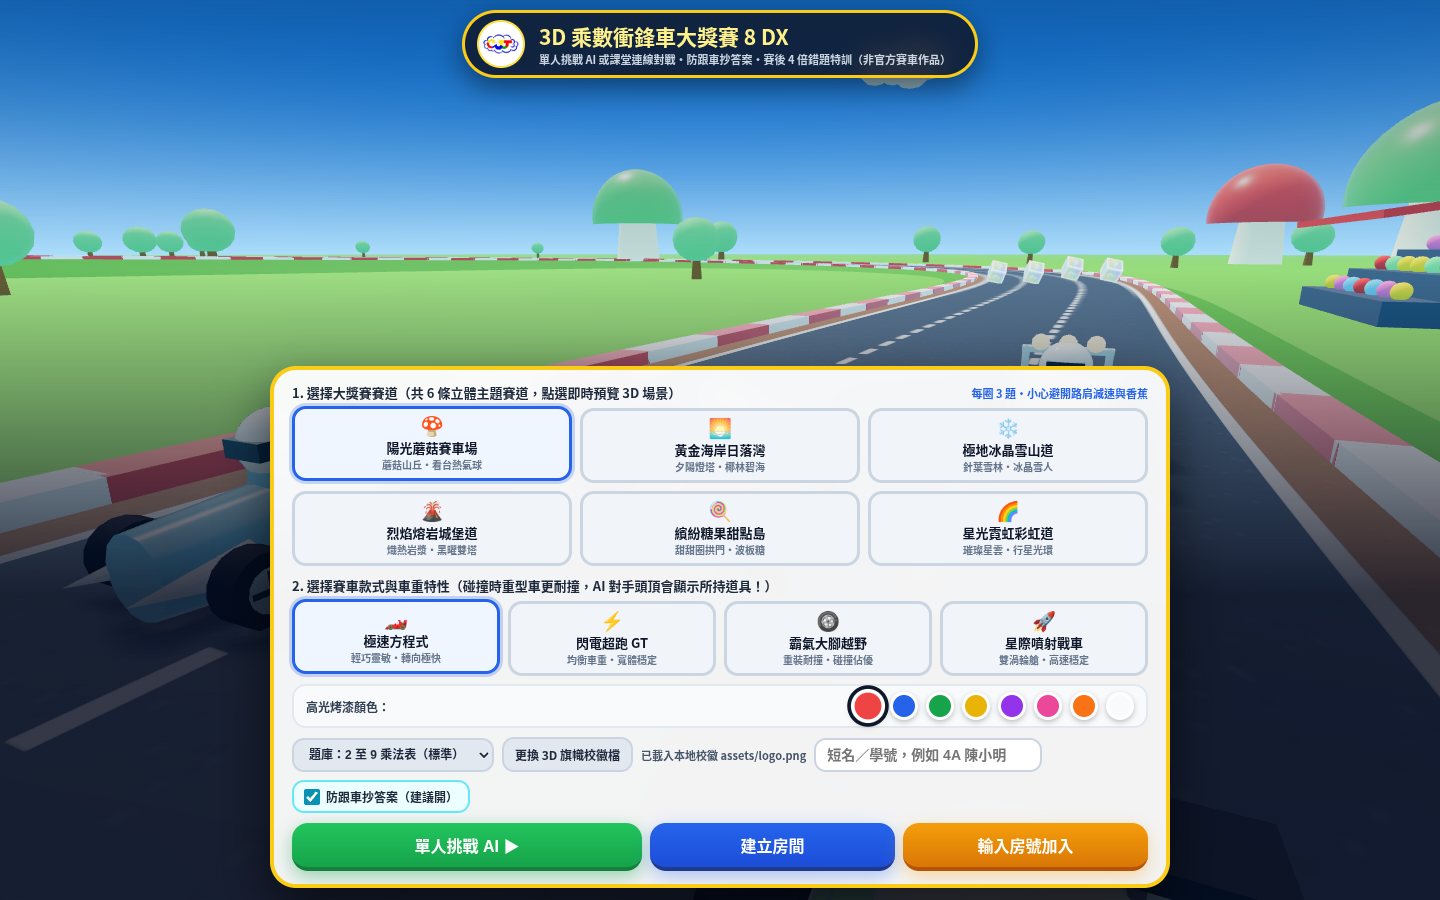 3D 乘數衝鋒車大獎賽 8 DX
單人挑戰 AI 或課堂連線對戰・防跟車抄答案・賽後 4 倍錯題特訓（非官方賽車作品）
1. 選擇大獎賽賽道（共 6 條立體主題賽道，點選即時預覽 3D 場景）
每圈 3 題・小心避開路肩減速與香蕉
陽光蘑菇賽車場
蘑菇山丘・看台熱氣球
黃金海岸日落灣
夕陽燈塔・椰林碧海
極地冰晶雪山道
針葉雪林・冰晶雪人
烈焰熔岩城堡道
熾熱岩漿・黑曜雙塔
繽紛糖果甜點島
甜甜圈拱門・波板糖
星光霓虹彩虹道
璀璨星雲・行星光環
2. 選擇賽車款式與車重特性（碰撞時重型車更耐撞，AI 對手頭頂會顯示所持道具！）
極速方程式
輕巧靈敏・轉向極快
閃電超跑 GT
均衡車重・寬體穩定
霸氣大腳越野
重裝耐撞・碰撞佔優
星際噴射戰車
雙渦輪艙・高速穩定
高光烤漆顏色：
題庫：2 至 9 乘法表（標準）
更換 3D 旗幟校徽檔
已載入本地校徽 assets/logo.png
短名／學號，例如 4A 陳小明
防跟車抄答案（建議開）
單人挑戰 AI ▶
建立房間
輸入房號加入